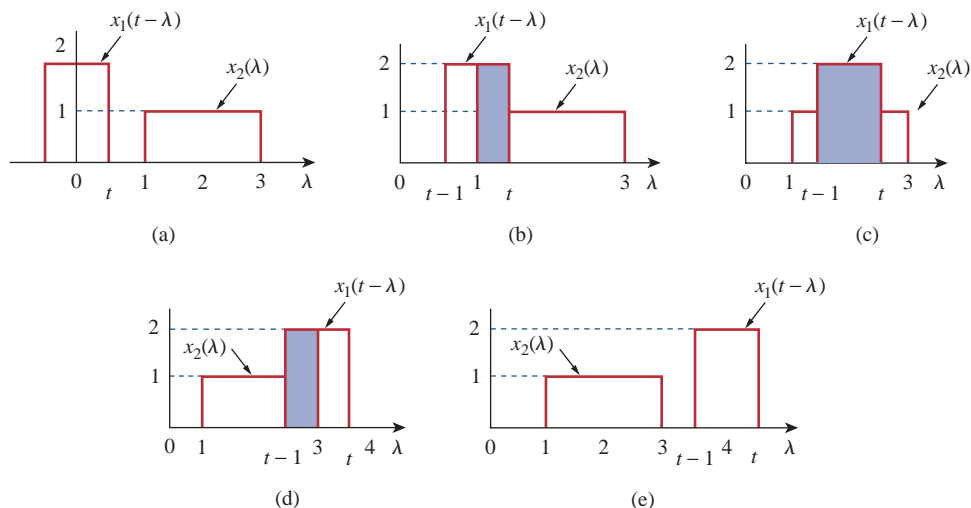 x₁(t − λ)
2
x₂(λ)
1
0 t 1 2 3 λ
(a)
x₁(t − λ)
2
x₂(λ)
1
0 t − 1 1 t 3 λ
(b)
x₁(t − λ)
2
x₂(λ)
1
0 1 t − 1 t 3 λ
(c)
x₁(t − λ)
2
x₂(λ)
1
0 1 t − 1 3 t 4 λ
(d)
x₁(t − λ)
2
x₂(λ)
1
0 1 2 3 t − 1 4 t λ
(e)